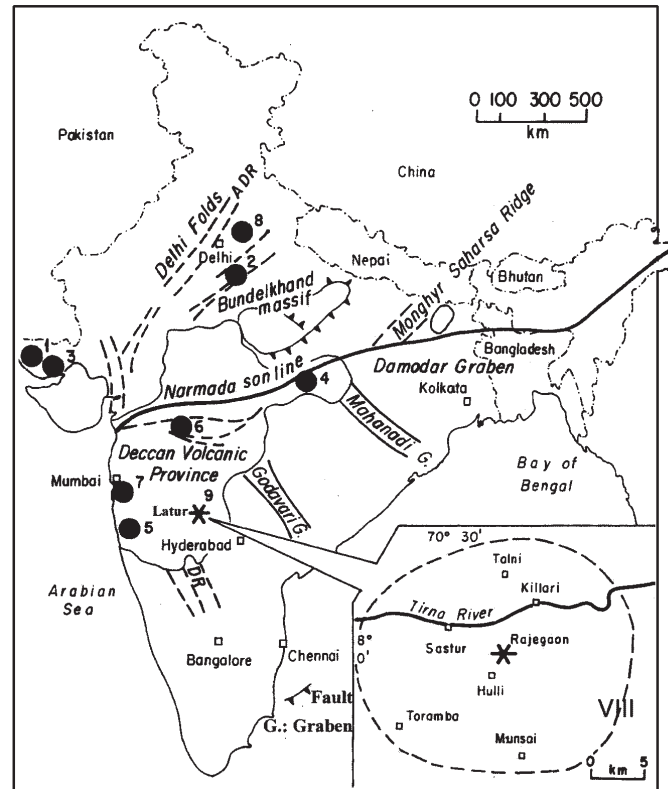 0 100 300 500
km
Pakistan
China
Delhi Folds
ADR
8
Delhi
2
Nepal
Monghyr Saharsa Ridge
Bhutan
Bundelkhand
massif
1
3
Bangladesh
Narmada son line
4
Damodar Graben
Kolkata
Mahanadi G.
6
Deccan Volcanic
Province
Bay of
Bengal
Mumbai
7
9
Latur
Godavari G.
5
Hyderabad
DR
Arabian
Sea
Bangalore
Chennai
Fault
G.: Graben
70° 30'
Talni
Killari
Tirna River
8°
0'
Sastur
Rajegaon
Hulli
VIII
Toramba
Munsai
0 5
km